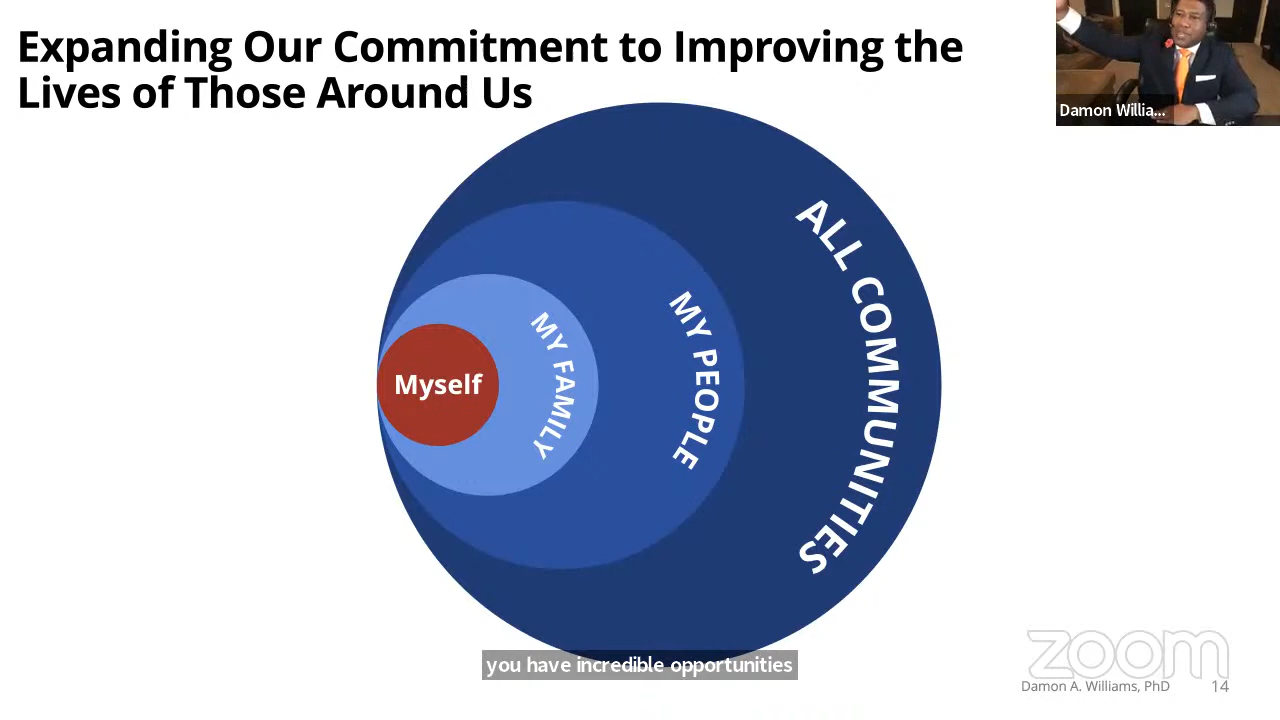 Expanding Our Commitment to Improving the
Lives of Those Around Us
Damon Willia...
Myself
MY FAMILY
MY PEOPLE
ALL COMMUNITIES
you have incredible opportunities
zoom
Damon A. Williams, PhD
14